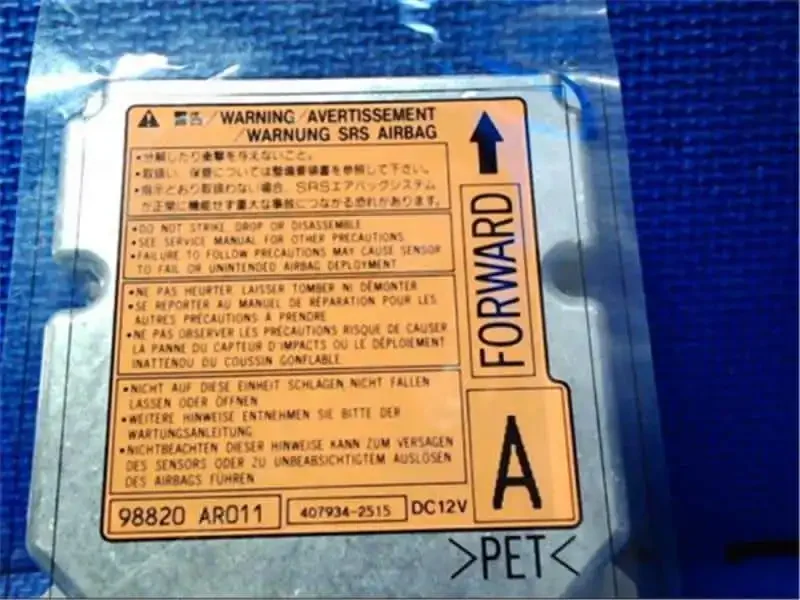 警告/WARNING/AVERTISSEMENT
/WARNUNG SRS AIRBAG
•分解したり衝撃を与えないこと。
•取扱い、保管については整備要領書を参照して下さい。
•指示どおり取扱わない場合、SRSエアバッグシステム
が正常に機能せず重大な事故につながる恐れがあります。
•DO NOT STRIKE, DROP OR DISASSEMBLE
•SEE SERVICE MANUAL FOR OTHER PRECAUTIONS
•FAILURE TO FOLLOW PRECAUTIONS MAY CAUSE SENSOR
TO FAIL OR UNINTENDED AIRBAG DEPLOYMENT
•NE PAS HEURTER LAISSER TOMBER NI DÉMONTER
•SE REPORTER AU MANUEL DE RÉPARATION POUR LES
AUTRES PRÉCAUTIONS À PRENDRE
•NE PAS OBSERVER LES PRÉCAUTIONS RISQUE DE CAUSER
LA PANNE DU CAPTEUR D'IMPACTS OU LE DÉPLOIEMENT
INATTENDU DU COUSSIN GONFLABLE
•NICHT AUF DIESE EINHEIT SCHLAGEN, NICHT FALLEN
LASSEN ODER ÖFFNEN
•WEITERE HINWEISE ENTNEHMEN SIE BITTE DER
WARTUNGSANLEITUNG
•NICHTBEACHTEN DIESER HINWEISE KANN ZUM VERSAGEN
DES SENSORS ODER ZU UNBEABSICHTIGTEM AUSLÖSEN
DES AIRBAGS FÜHREN
98820 AR011
407934-2515
DC12V
FORWARD
A
>PET<